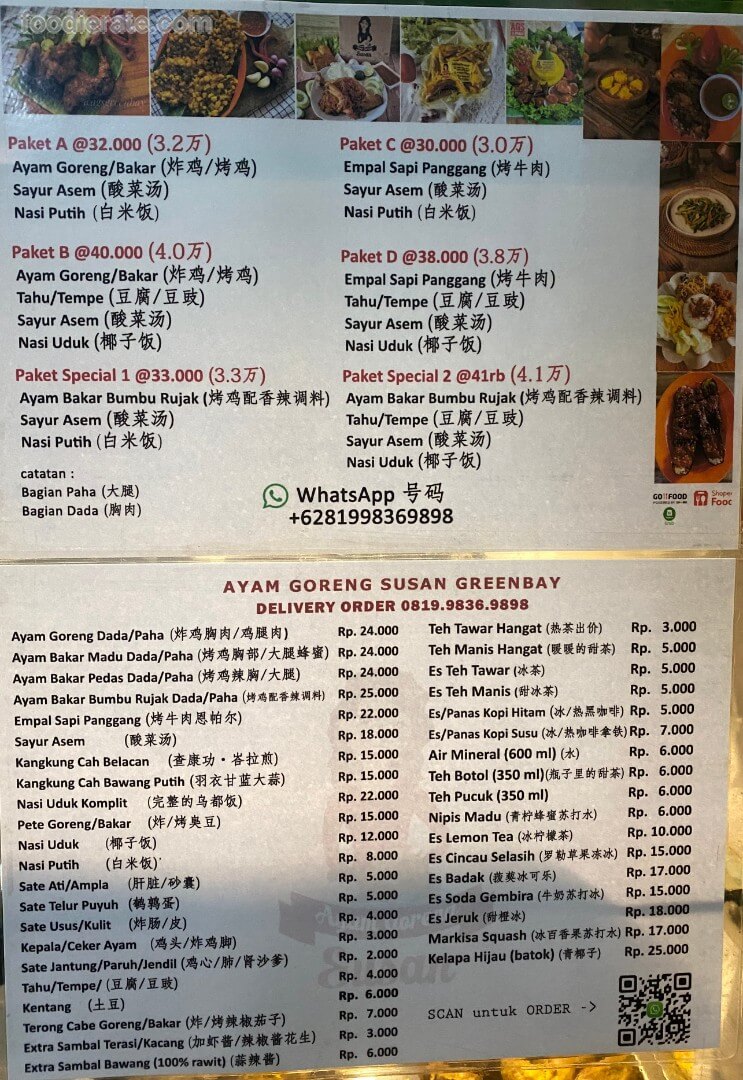 foodierate.com
Paket A @32.000 (3.2万)
Ayam Goreng/Bakar (炸鸡/烤鸡)
Sayur Asem (酸菜汤)
Nasi Putih (白米饭)
Paket C @30.000 (3.0万)
Empal Sapi Panggang (烤牛肉)
Sayur Asem (酸菜汤)
Nasi Putih (白米饭)
Paket B @40.000 (4.0万)
Ayam Goreng/Bakar (炸鸡/烤鸡)
Tahu/Tempe (豆腐/豆豉)
Sayur Asem (酸菜汤)
Nasi Uduk (椰子饭)
Paket D @38.000 (3.8万)
Empal Sapi Panggang (烤牛肉)
Tahu/Tempe (豆腐/豆豉)
Sayur Asem (酸菜汤)
Nasi Uduk (椰子饭)
Paket Special 1 @33.000 (3.3万)
Ayam Bakar Bumbu Rujak (烤鸡配香辣调料)
Sayur Asem (酸菜汤)
Nasi Putih (白米饭)
Paket Special 2 @41rb (4.1万)
Ayam Bakar Bumbu Rujak (烤鸡配香辣调料)
Tahu/Tempe (豆腐/豆豉)
Sayur Asem (酸菜汤)
Nasi Uduk (椰子饭)
catatan :
Bagian Paha (大腿)
Bagian Dada (胸肉)
WhatsApp 号码
+6281998369898
GO FOOD
Food
AYAM GORENG SUSAN GREENBAY
DELIVERY ORDER 0819.9836.9898
Ayam Goreng Dada/Paha (炸鸡胸肉/鸡腿肉) Rp. 24.000
Ayam Bakar Madu Dada/Paha (烤鸡胸部/大腿蜂蜜) Rp. 24.000
Ayam Bakar Pedas Dada/Paha (烤鸡辣胸/大腿) Rp. 24.000
Ayam Bakar Bumbu Rujak Dada/Paha (烤鸡配香辣调料) Rp. 25.000
Empal Sapi Panggang (烤牛肉恩帕尔) Rp. 22.000
Sayur Asem (酸菜汤) Rp. 18.000
Kangkung Cah Belacan (查康功·峇拉煎) Rp. 15.000
Kangkung Cah Bawang Putih (羽衣甘蓝大蒜) Rp. 15.000
Nasi Uduk Komplit (完整的乌都饭) Rp. 22.000
Pete Goreng/Bakar (炸/烤臭豆) Rp. 15.000
Nasi Uduk (椰子饭) Rp. 12.000
Nasi Putih (白米饭) Rp. 8.000
Sate Ati/Ampla (肝脏/砂囊) Rp. 5.000
Sate Telur Puyuh (鹌鹑蛋) Rp. 5.000
Sate Usus/Kulit (炸肠/皮) Rp. 4.000
Kepala/Ceker Ayam (鸡头/炸鸡脚) Rp. 3.000
Sate Jantung/Paruh/Jendil (鸡心/肺/肾沙爹) Rp. 2.000
Tahu/Tempe/ (豆腐/豆豉) Rp. 4.000
Kentang (土豆) Rp. 6.000
Terong Cabe Goreng/Bakar (炸/烤辣椒茄子) Rp. 7.000
Extra Sambal Terasi/Kacang (加虾酱/辣椒酱花生) Rp. 3.000
Extra Sambal Bawang (100% rawit) (蒜辣酱) Rp. 6.000
Teh Tawar Hangat (热茶出价) Rp. 3.000
Teh Manis Hangat (暖暖的甜茶) Rp. 5.000
Es Teh Tawar (冰茶) Rp. 5.000
Es Teh Manis (甜冰茶) Rp. 5.000
Es/Panas Kopi Hitam (冰/热黑咖啡) Rp. 5.000
Es/Panas Kopi Susu (冰/热咖啡拿铁) Rp. 7.000
Air Mineral (600 ml) (水) Rp. 6.000
Teh Botol (350 ml)(瓶子里的甜茶) Rp. 6.000
Teh Pucuk (350 ml) Rp. 6.000
Nipis Madu (青柠蜂蜜苏打水) Rp. 6.000
Es Lemon Tea (冰柠檬茶) Rp. 10.000
Es Cincau Selasih (罗勒草果冻冰) Rp. 15.000
Es Badak (菝葜冰可乐) Rp. 17.000
Es Soda Gembira (牛奶苏打冰) Rp. 15.000
Es Jeruk (甜橙冰) Rp. 18.000
Markisa Squash (冰百香果苏打水) Rp. 17.000
Kelapa Hijau (batok) (青椰子) Rp. 25.000
SCAN untuk ORDER ->